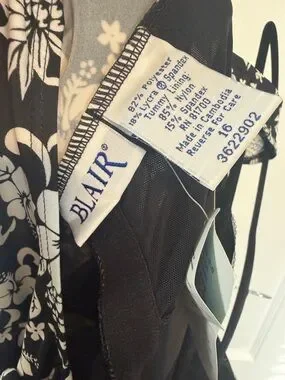 BLAIR®
82% Polyester
18% Lycra ® Spandex
Tummy Lining:
85% Nylon
15% Spandex
RN 81700
Made in Cambodia
Reverse For Care
16
3622902